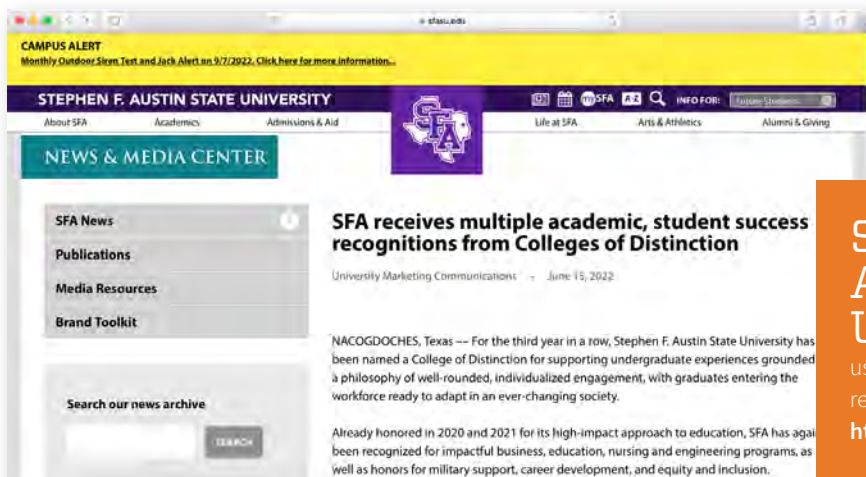 sfasu.edu
CAMPUS ALERT
Monthly Outdoor Siren Test and Jack Alert on 9/7/2022. Click here for more information...
STEPHEN F. AUSTIN STATE UNIVERSITY
mySFA A-Z INFO FOR: Future Students
About SFA Academics Admissions & Aid Life at SFA Arts & Athletics Alumni & Giving
SFA
NEWS & MEDIA CENTER
SFA News
Publications
Media Resources
Brand Toolkit
Search our news archive
SEARCH
SFA receives multiple academic, student success
recognitions from Colleges of Distinction
University Marketing Communications - June 15, 2022
NACOGDOCHES, Texas –– For the third year in a row, Stephen F. Austin State University has
been named a College of Distinction for supporting undergraduate experiences grounded
a philosophy of well-rounded, individualized engagement, with graduates entering the
workforce ready to adapt in an ever-changing society.
Already honored in 2020 and 2021 for its high-impact approach to education, SFA has agai
been recognized for impactful business, education, nursing and engineering programs, as
well as honors for military support, career development, and equity and inclusion.
S
A
U
us
re
ht